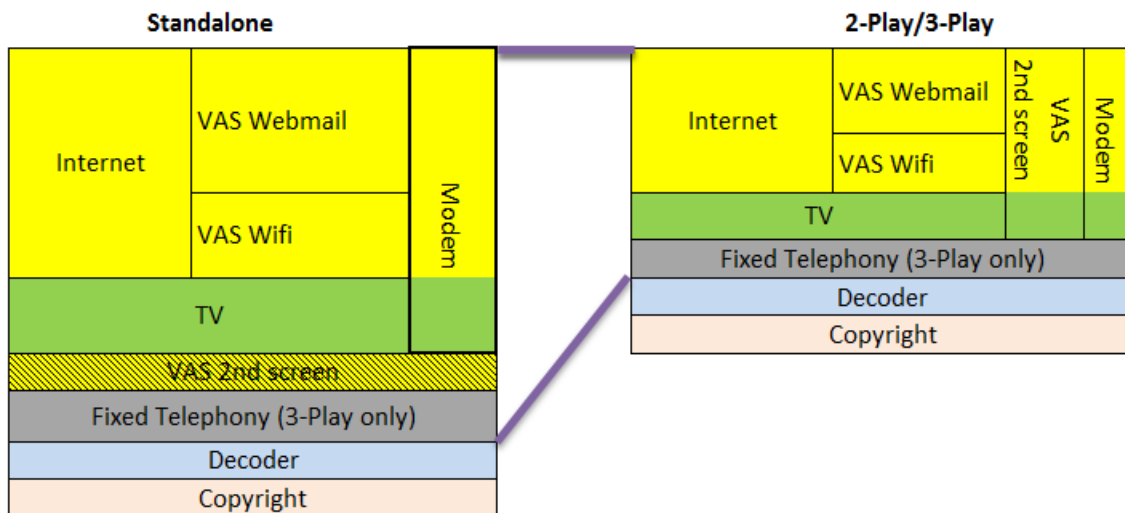 Standalone
Internet
VAS Webmail
VAS Wifi
Modem
TV
VAS 2nd screen
Fixed Telephony (3-Play only)
Decoder
Copyright
2-Play/3-Play
Internet
VAS Webmail
VAS Wifi
VAS
2nd screen
Modem
TV
Fixed Telephony (3-Play only)
Decoder
Copyright